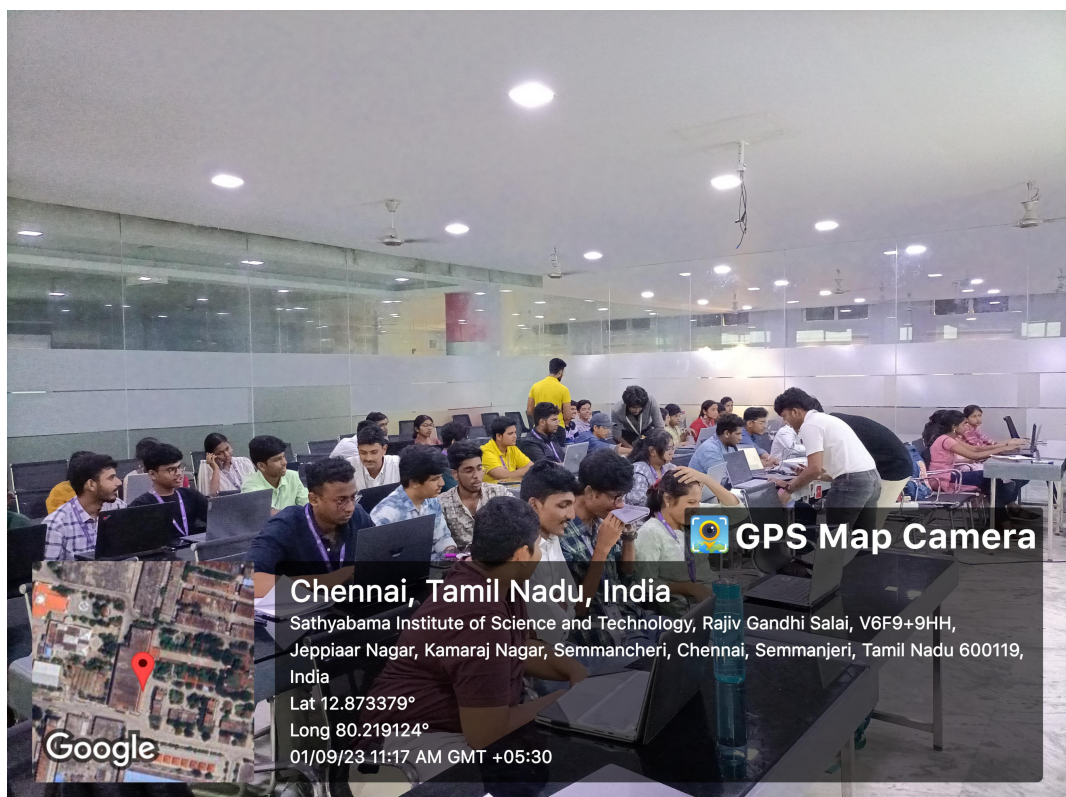 GPS Map Camera
Chennai, Tamil Nadu, India
Sathyabama Institute of Science and Technology, Rajiv Gandhi Salai, V6F9+9HH,
Jeppiaar Nagar, Kamaraj Nagar, Semmancheri, Chennai, Semmanjeri, Tamil Nadu 600119,
India
Lat 12.873379°
Long 80.219124°
01/09/23 11:17 AM GMT +05:30
Google